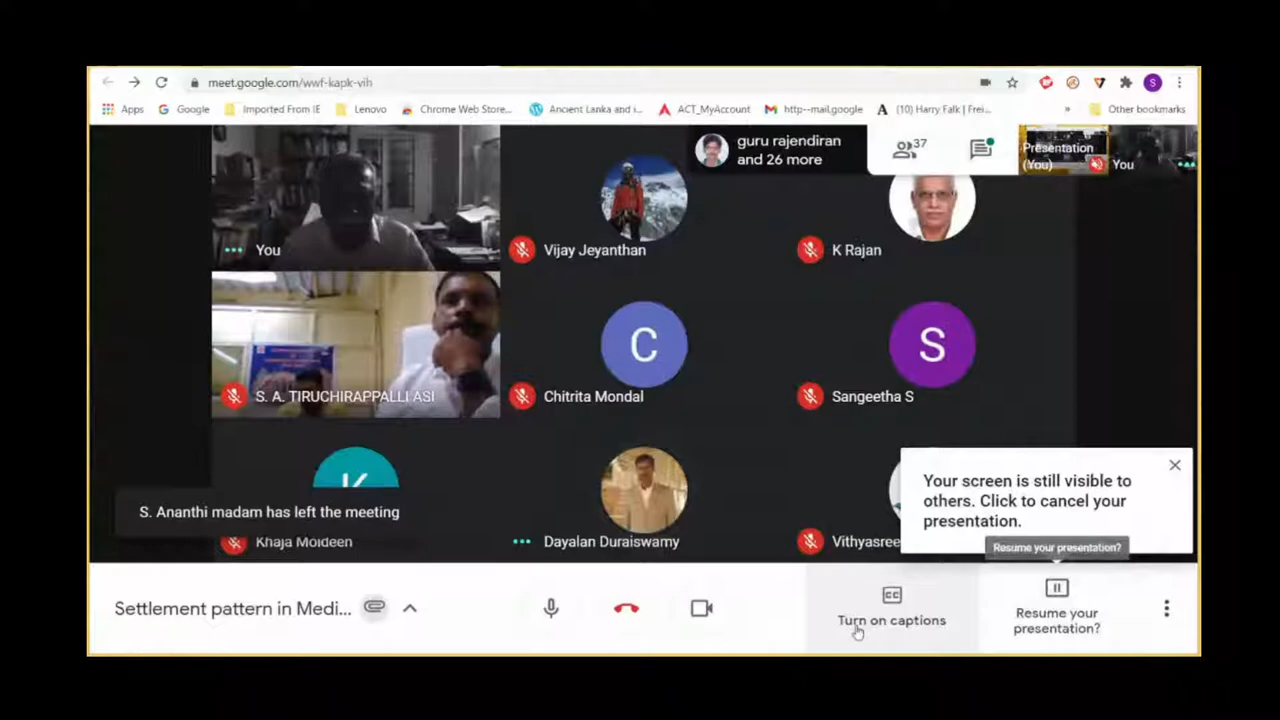 meet.google.com/wwf-kapk-vih
S
Apps
Google
Imported From IE
Lenovo
Chrome Web Store...
Ancient Lanka and i...
ACT_MyAccount
http--mail.google
A
(10) Harry Falk | Frei...
»
Other bookmarks
guru rajendiran
and 26 more
37
Presentation
(You)
You
You
Vijay Jeyanthan
K Rajan
S. A. TIRUCHIRAPPALLI ASI
C
Chitrita Mondal
S
Sangeetha S
K
S. Ananthi madam has left the meeting
Khaja Moideen
Dayalan Duraiswamy
Vithyasree
Your screen is still visible to
others. Click to cancel your
presentation.
Resume your presentation?
Settlement pattern in Medi...
CC
Turn on captions
Resume your
presentation?